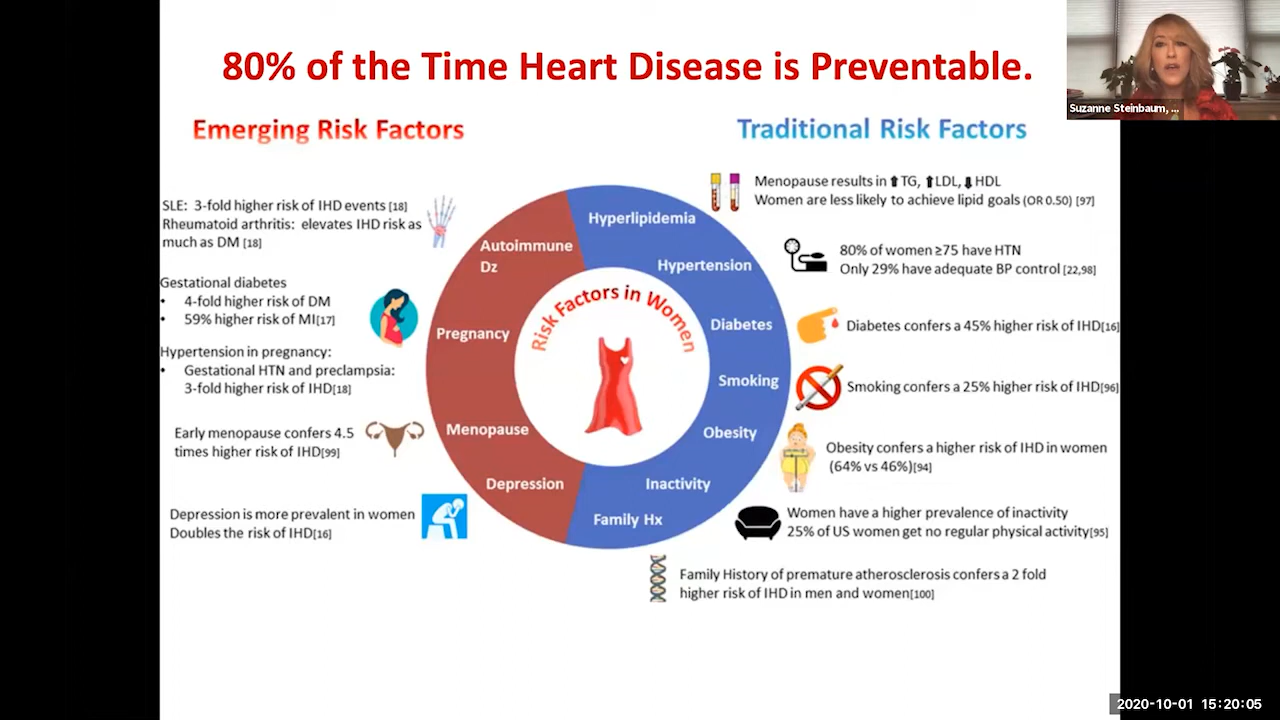 80% of the Time Heart Disease is Preventable.
Suzanne Steinbaum, ...
Emerging Risk Factors
SLE: 3-fold higher risk of IHD events [18]
Rheumatoid arthritis: elevates IHD risk as
much as DM [18]
Gestational diabetes
• 4-fold higher risk of DM
• 59% higher risk of MI[17]
Hypertension in pregnancy:
• Gestational HTN and preclampsia:
3-fold higher risk of IHD[18]
Early menopause confers 4.5
times higher risk of IHD[99]
Depression is more prevalent in women
Doubles the risk of IHD[16]
Autoimmune
Dz
Pregnancy
Menopause
Depression
Risk Factors in Women
Hyperlipidemia
Hypertension
Diabetes
Smoking
Obesity
Inactivity
Family Hx
Traditional Risk Factors
Menopause results in ⬆TG, ⬆LDL, ⬇HDL
Women are less likely to achieve lipid goals (OR 0.50) [97]
80% of women ≥75 have HTN
Only 29% have adequate BP control [22,98]
Diabetes confers a 45% higher risk of IHD[16]
Smoking confers a 25% higher risk of IHD[96]
Obesity confers a higher risk of IHD in women
(64% vs 46%)[94]
Women have a higher prevalence of inactivity
25% of US women get no regular physical activity[95]
Family History of premature atherosclerosis confers a 2 fold
higher risk of IHD in men and women[100]
2020-10-01 15:20:05